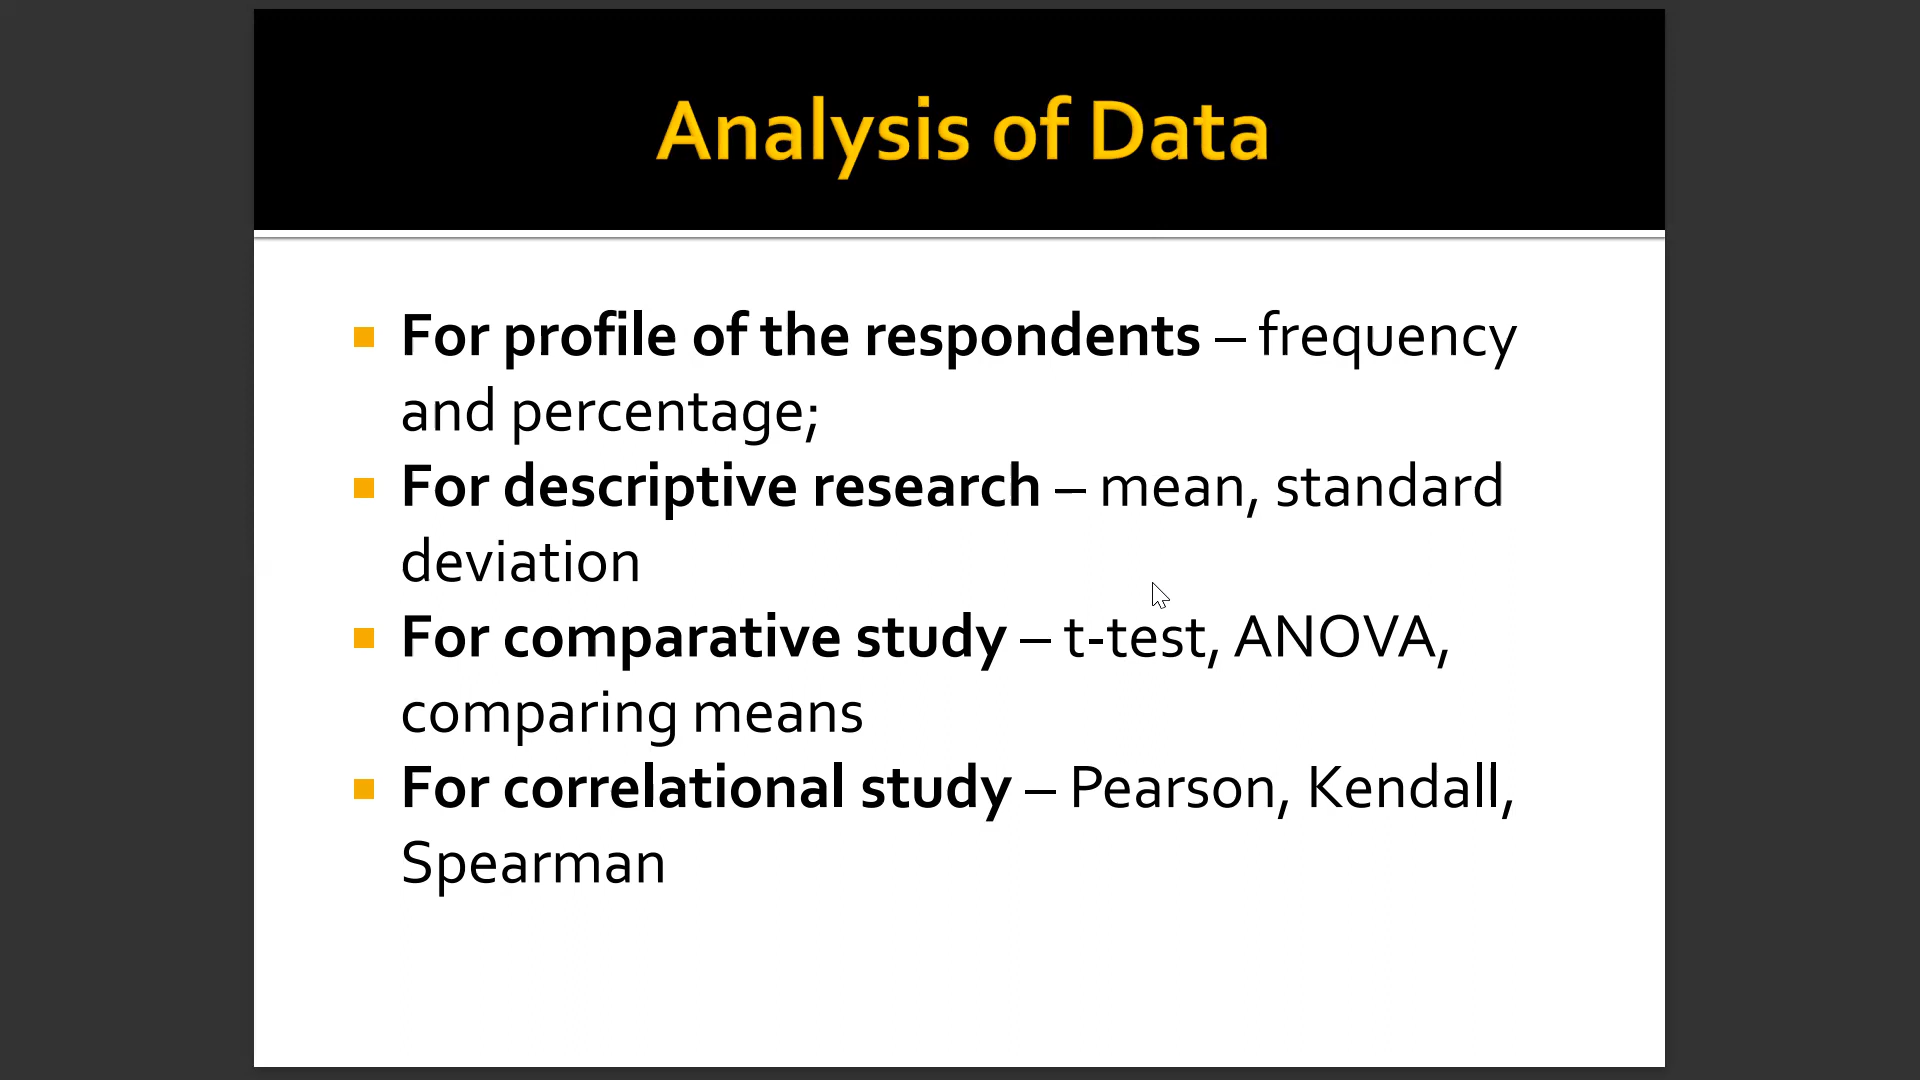 Analysis of Data
For profile of the respondents – frequency
and percentage;
For descriptive research – mean, standard
deviation
For comparative study – t-test, ANOVA,
comparing means
For correlational study – Pearson, Kendall,
Spearman